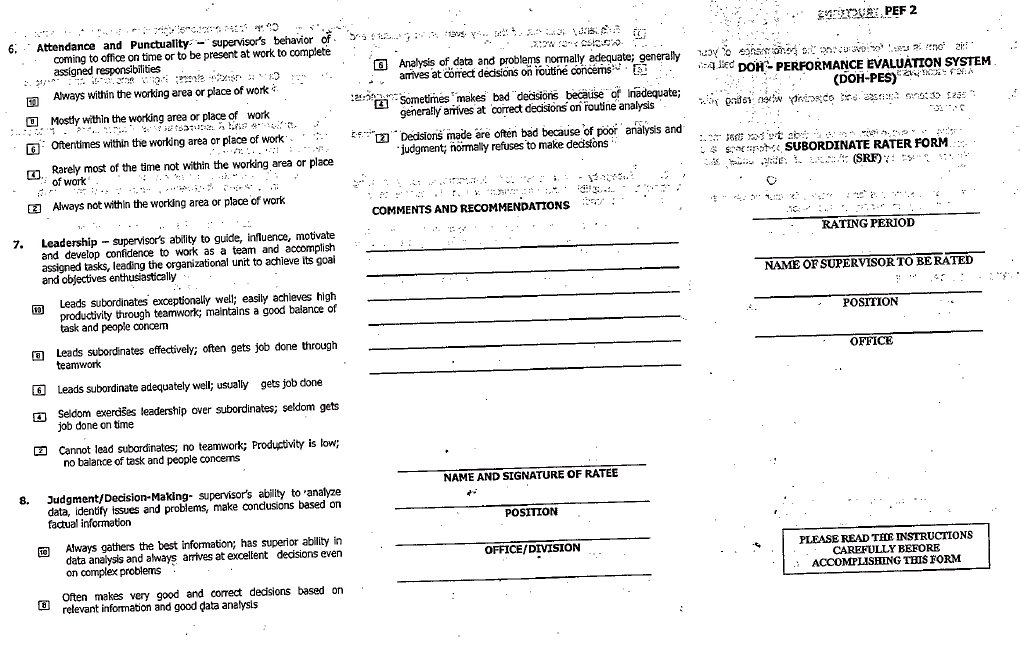 6. Attendance and Punctuality – supervisor's behavior of
coming to office on time or to be present at work to complete
assigned responsibilities
10 Always within the working area or place of work
8 Mostly within the working area or place of work
6 Oftentimes within the working area or place of work
4 Rarely most of the time not within the working area or place
of work
2 Always not within the working area or place of work
7. Leadership – supervisor's ability to guide, influence, motivate
and develop confidence to work as a team and accomplish
assigned tasks, leading the organizational unit to achieve its goal
and objectives enthusiastically
10 Leads subordinates exceptionally well; easily achieves high
productivity through teamwork; maintains a good balance of
task and people concern
8 Leads subordinates effectively; often gets job done through
teamwork
6 Leads subordinate adequately well; usually gets job done
4 Seldom exercises leadership over subordinates; seldom gets
job done on time
2 Cannot lead subordinates; no teamwork; Productivity is low;
no balance of task and people concerns
8. Judgment/Decision-Making- supervisor's ability to analyze
data, identify issues and problems, make conclusions based on
factual information
10 Always gathers the best information; has superior ability in
data analysis and always arrives at excellent decisions even
on complex problems
8 Often makes very good and correct decisions based on
relevant information and good data analysis
6 Analysis of data and problems normally adequate; generally
arrives at correct decisions on routine concerns
4 Sometimes makes bad decisions because of inadequate;
generally arrives at correct decisions on routine analysis
2 Decisions made are often bad because of poor analysis and
judgment; normally refuses to make decisions
COMMENTS AND RECOMMENDATIONS
NAME AND SIGNATURE OF RATEE
POSITION
OFFICE/DIVISION
PEF 2
DOH - PERFORMANCE EVALUATION SYSTEM
(DOH-PES)
SUBORDINATE RATER FORM
(SRF)
RATING PERIOD
NAME OF SUPERVISOR TO BE RATED
POSITION
OFFICE
PLEASE READ THE INSTRUCTIONS
CAREFULLY BEFORE
ACCOMPLISHING THIS FORM